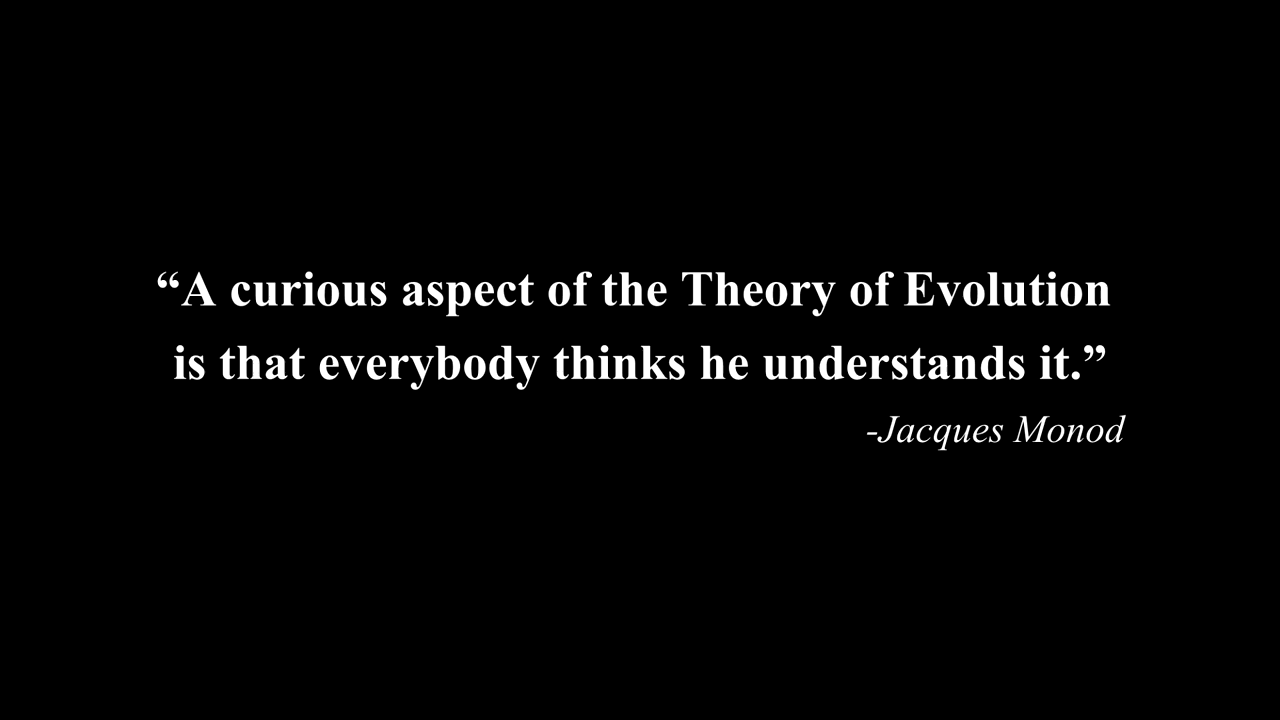 “A curious aspect of the Theory of Evolution
is that everybody thinks he understands it.”
-Jacques Monod